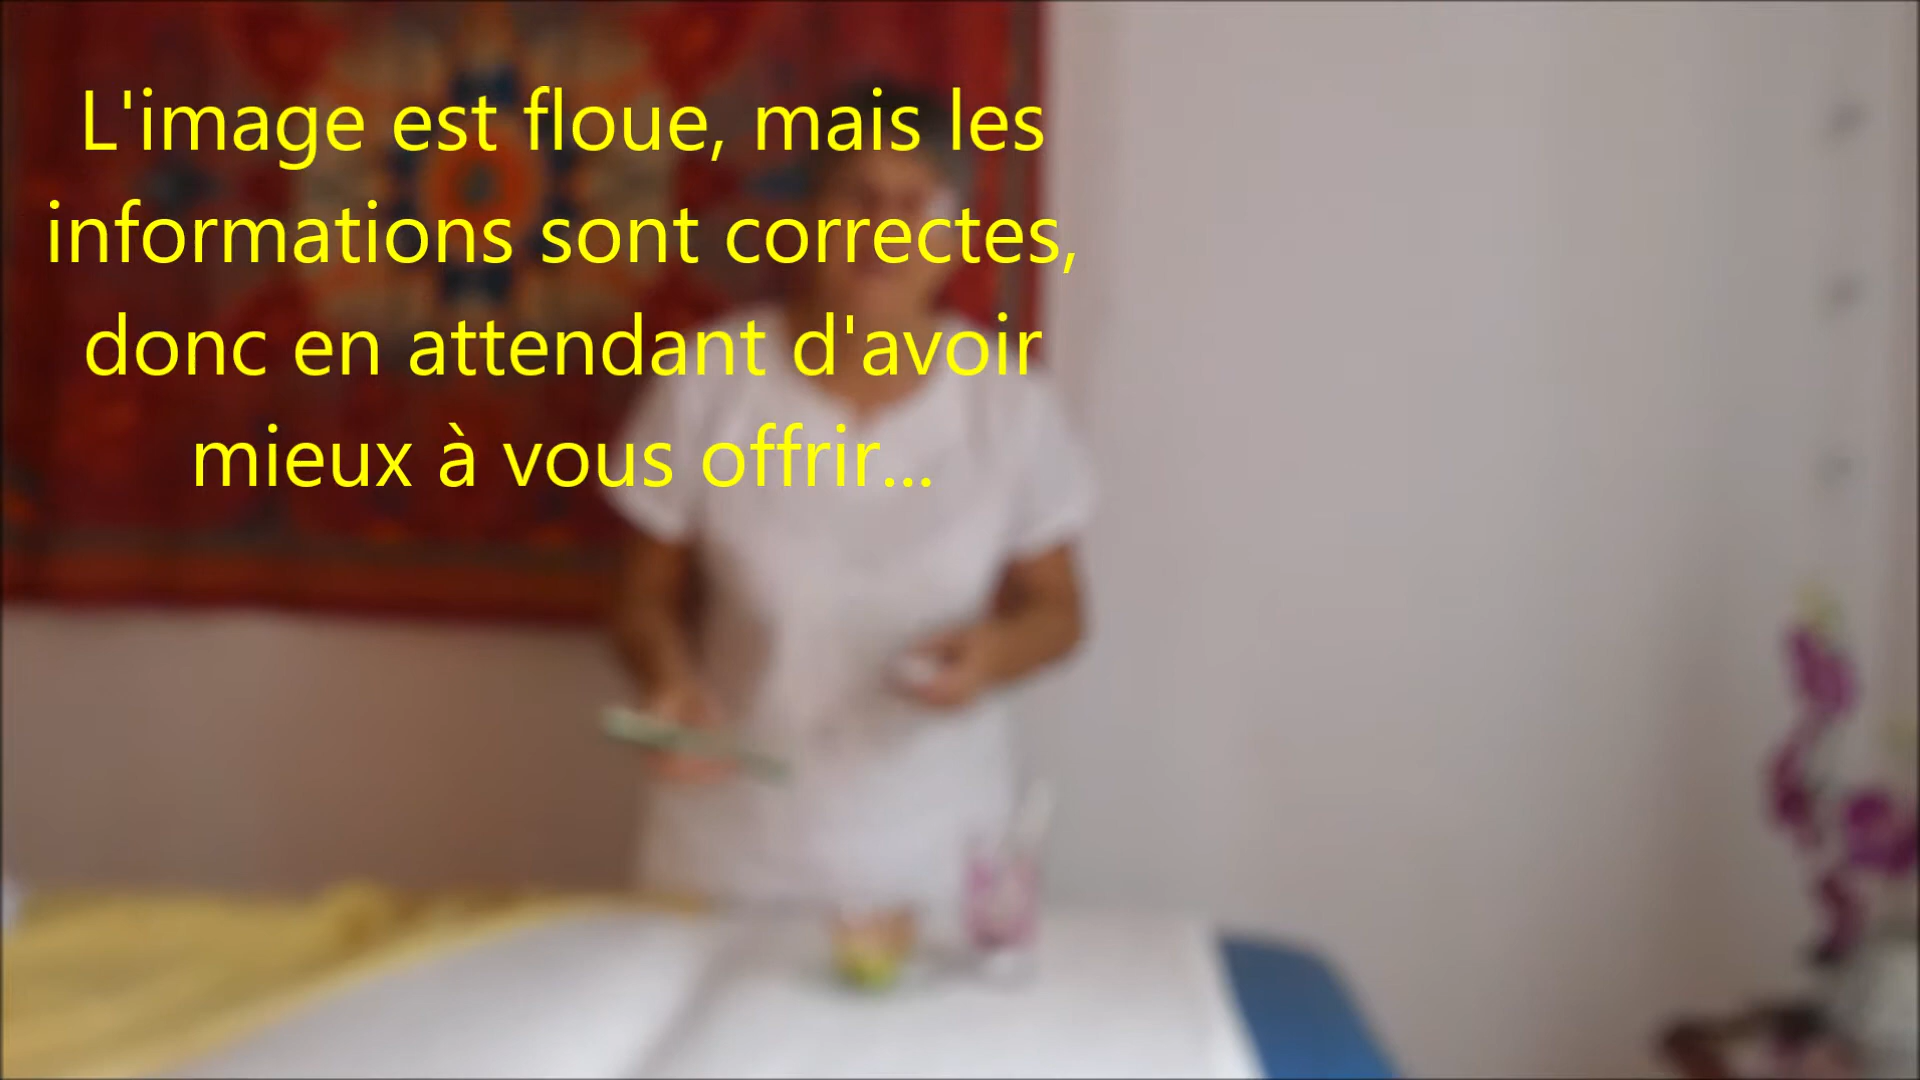 L'image est floue, mais les
informations sont correctes,
donc en attendant d'avoir
mieux à vous offrir...